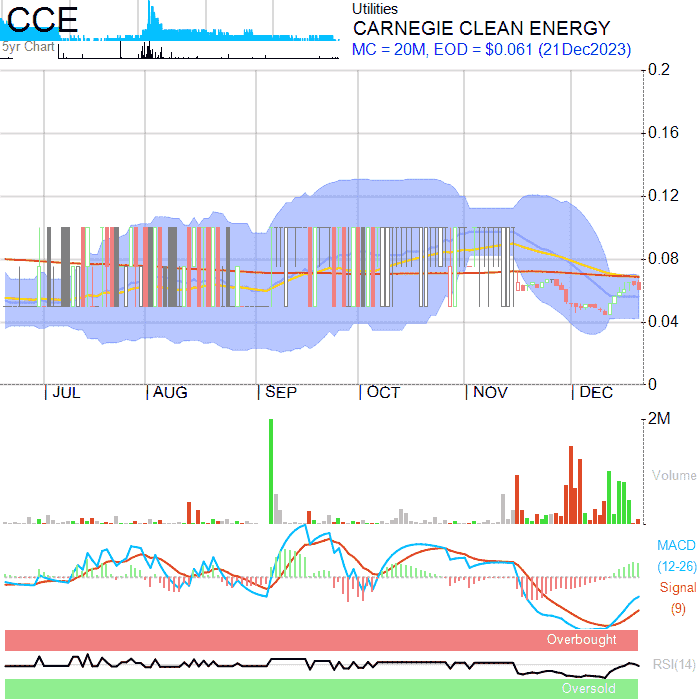 CCE
5yr Chart
Utilities
CARNEGIE CLEAN ENERGY
MC = 20M, EOD = $0.061 (21Dec2023)
0.2
0.16
0.12
0.08
0.04
0
JUL AUG SEP OCT NOV DEC
2M
Volume
MACD
(12-26)
Signal
(9)
Overbought
RSI(14)
Oversold